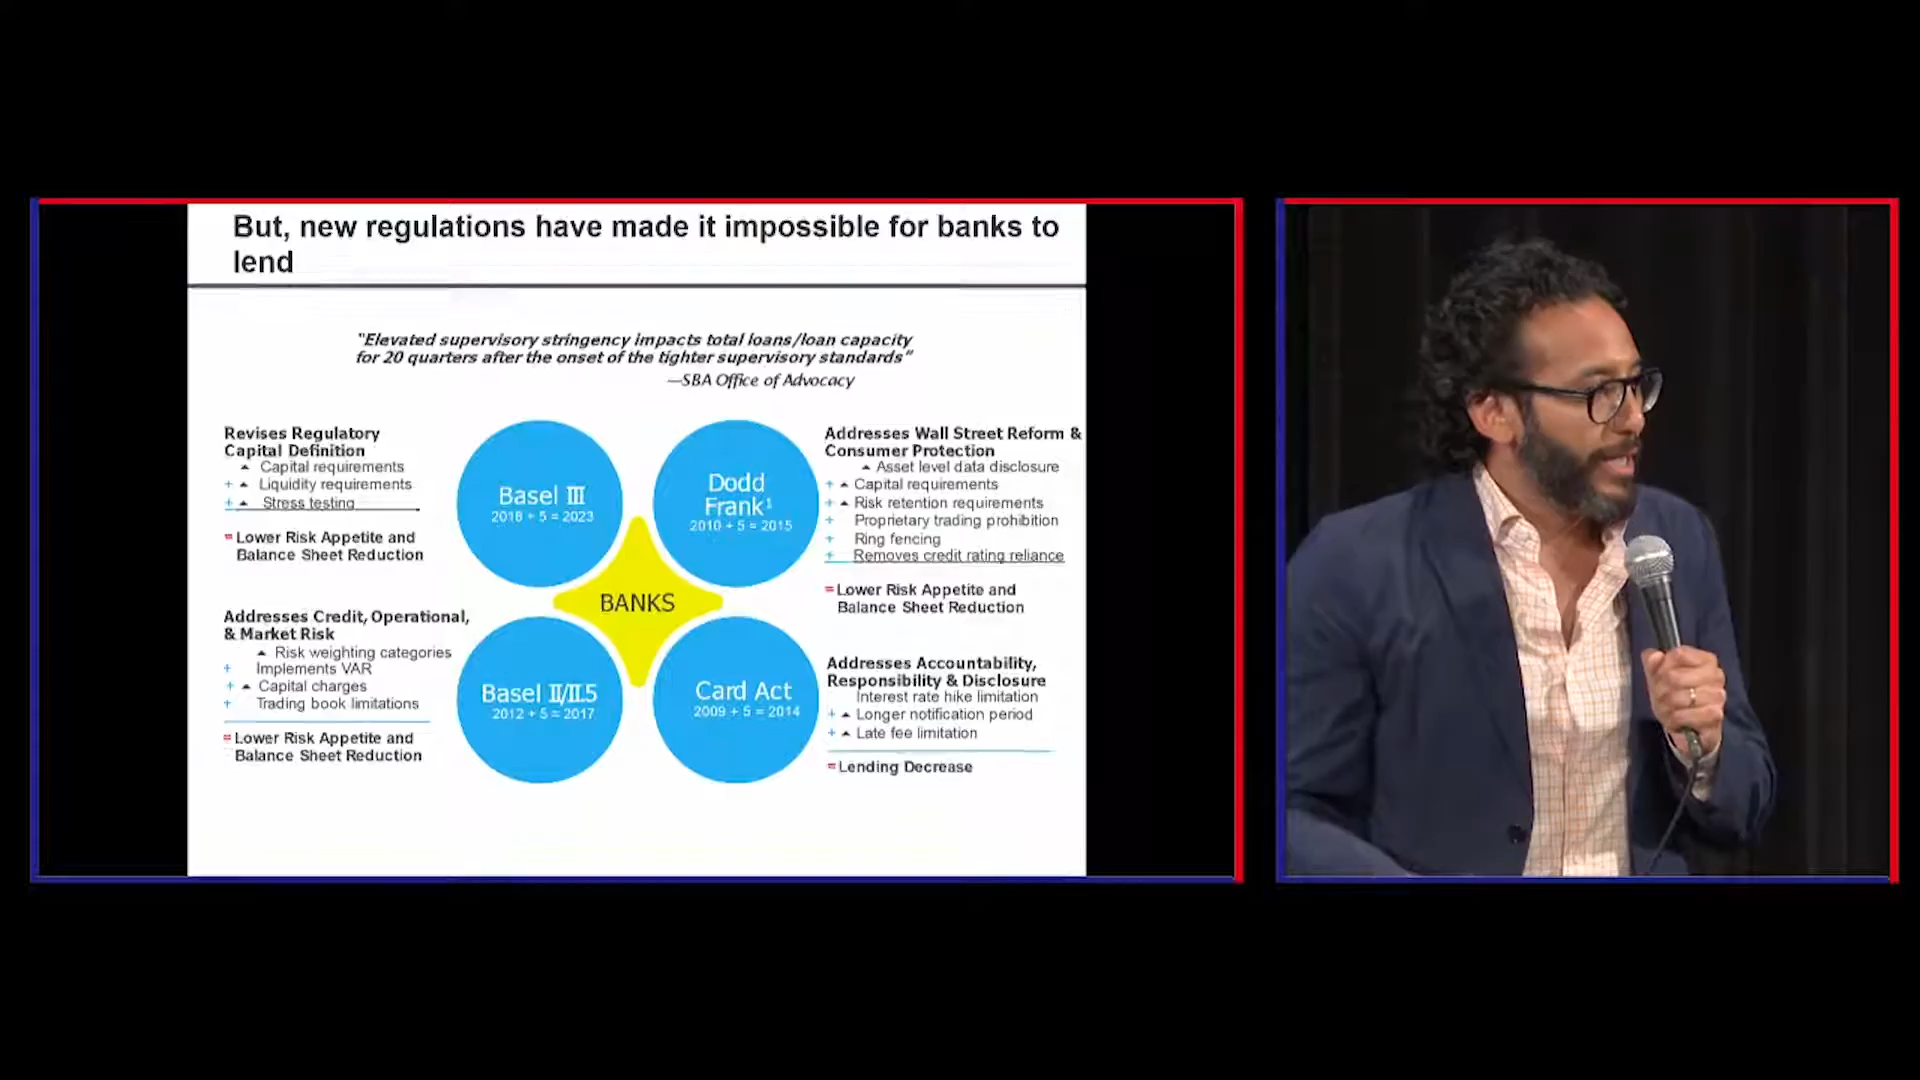 But, new regulations have made it impossible for banks to
lend
"Elevated supervisory stringency impacts total loans/loan capacity
for 20 quarters after the onset of the tighter supervisory standards"
—SBA Office of Advocacy
Revises Regulatory
Capital Definition
Capital requirements
+ Liquidity requirements
+ Stress testing
= Lower Risk Appetite and
Balance Sheet Reduction
Basel III
2018 + 5 = 2023
Dodd
Frank¹
2010 + 5 = 2015
Addresses Wall Street Reform &
Consumer Protection
Asset level data disclosure
+ Capital requirements
+ Risk retention requirements
+ Proprietary trading prohibition
+ Ring fencing
+ Removes credit rating reliance
= Lower Risk Appetite and
Balance Sheet Reduction
BANKS
Addresses Credit, Operational,
& Market Risk
Risk weighting categories
+ Implements VAR
+ Capital charges
+ Trading book limitations
= Lower Risk Appetite and
Balance Sheet Reduction
Basel II/II.5
2012 + 5 = 2017
Card Act
2009 + 5 = 2014
Addresses Accountability,
Responsibility & Disclosure
Interest rate hike limitation
+ Longer notification period
+ Late fee limitation
= Lending Decrease